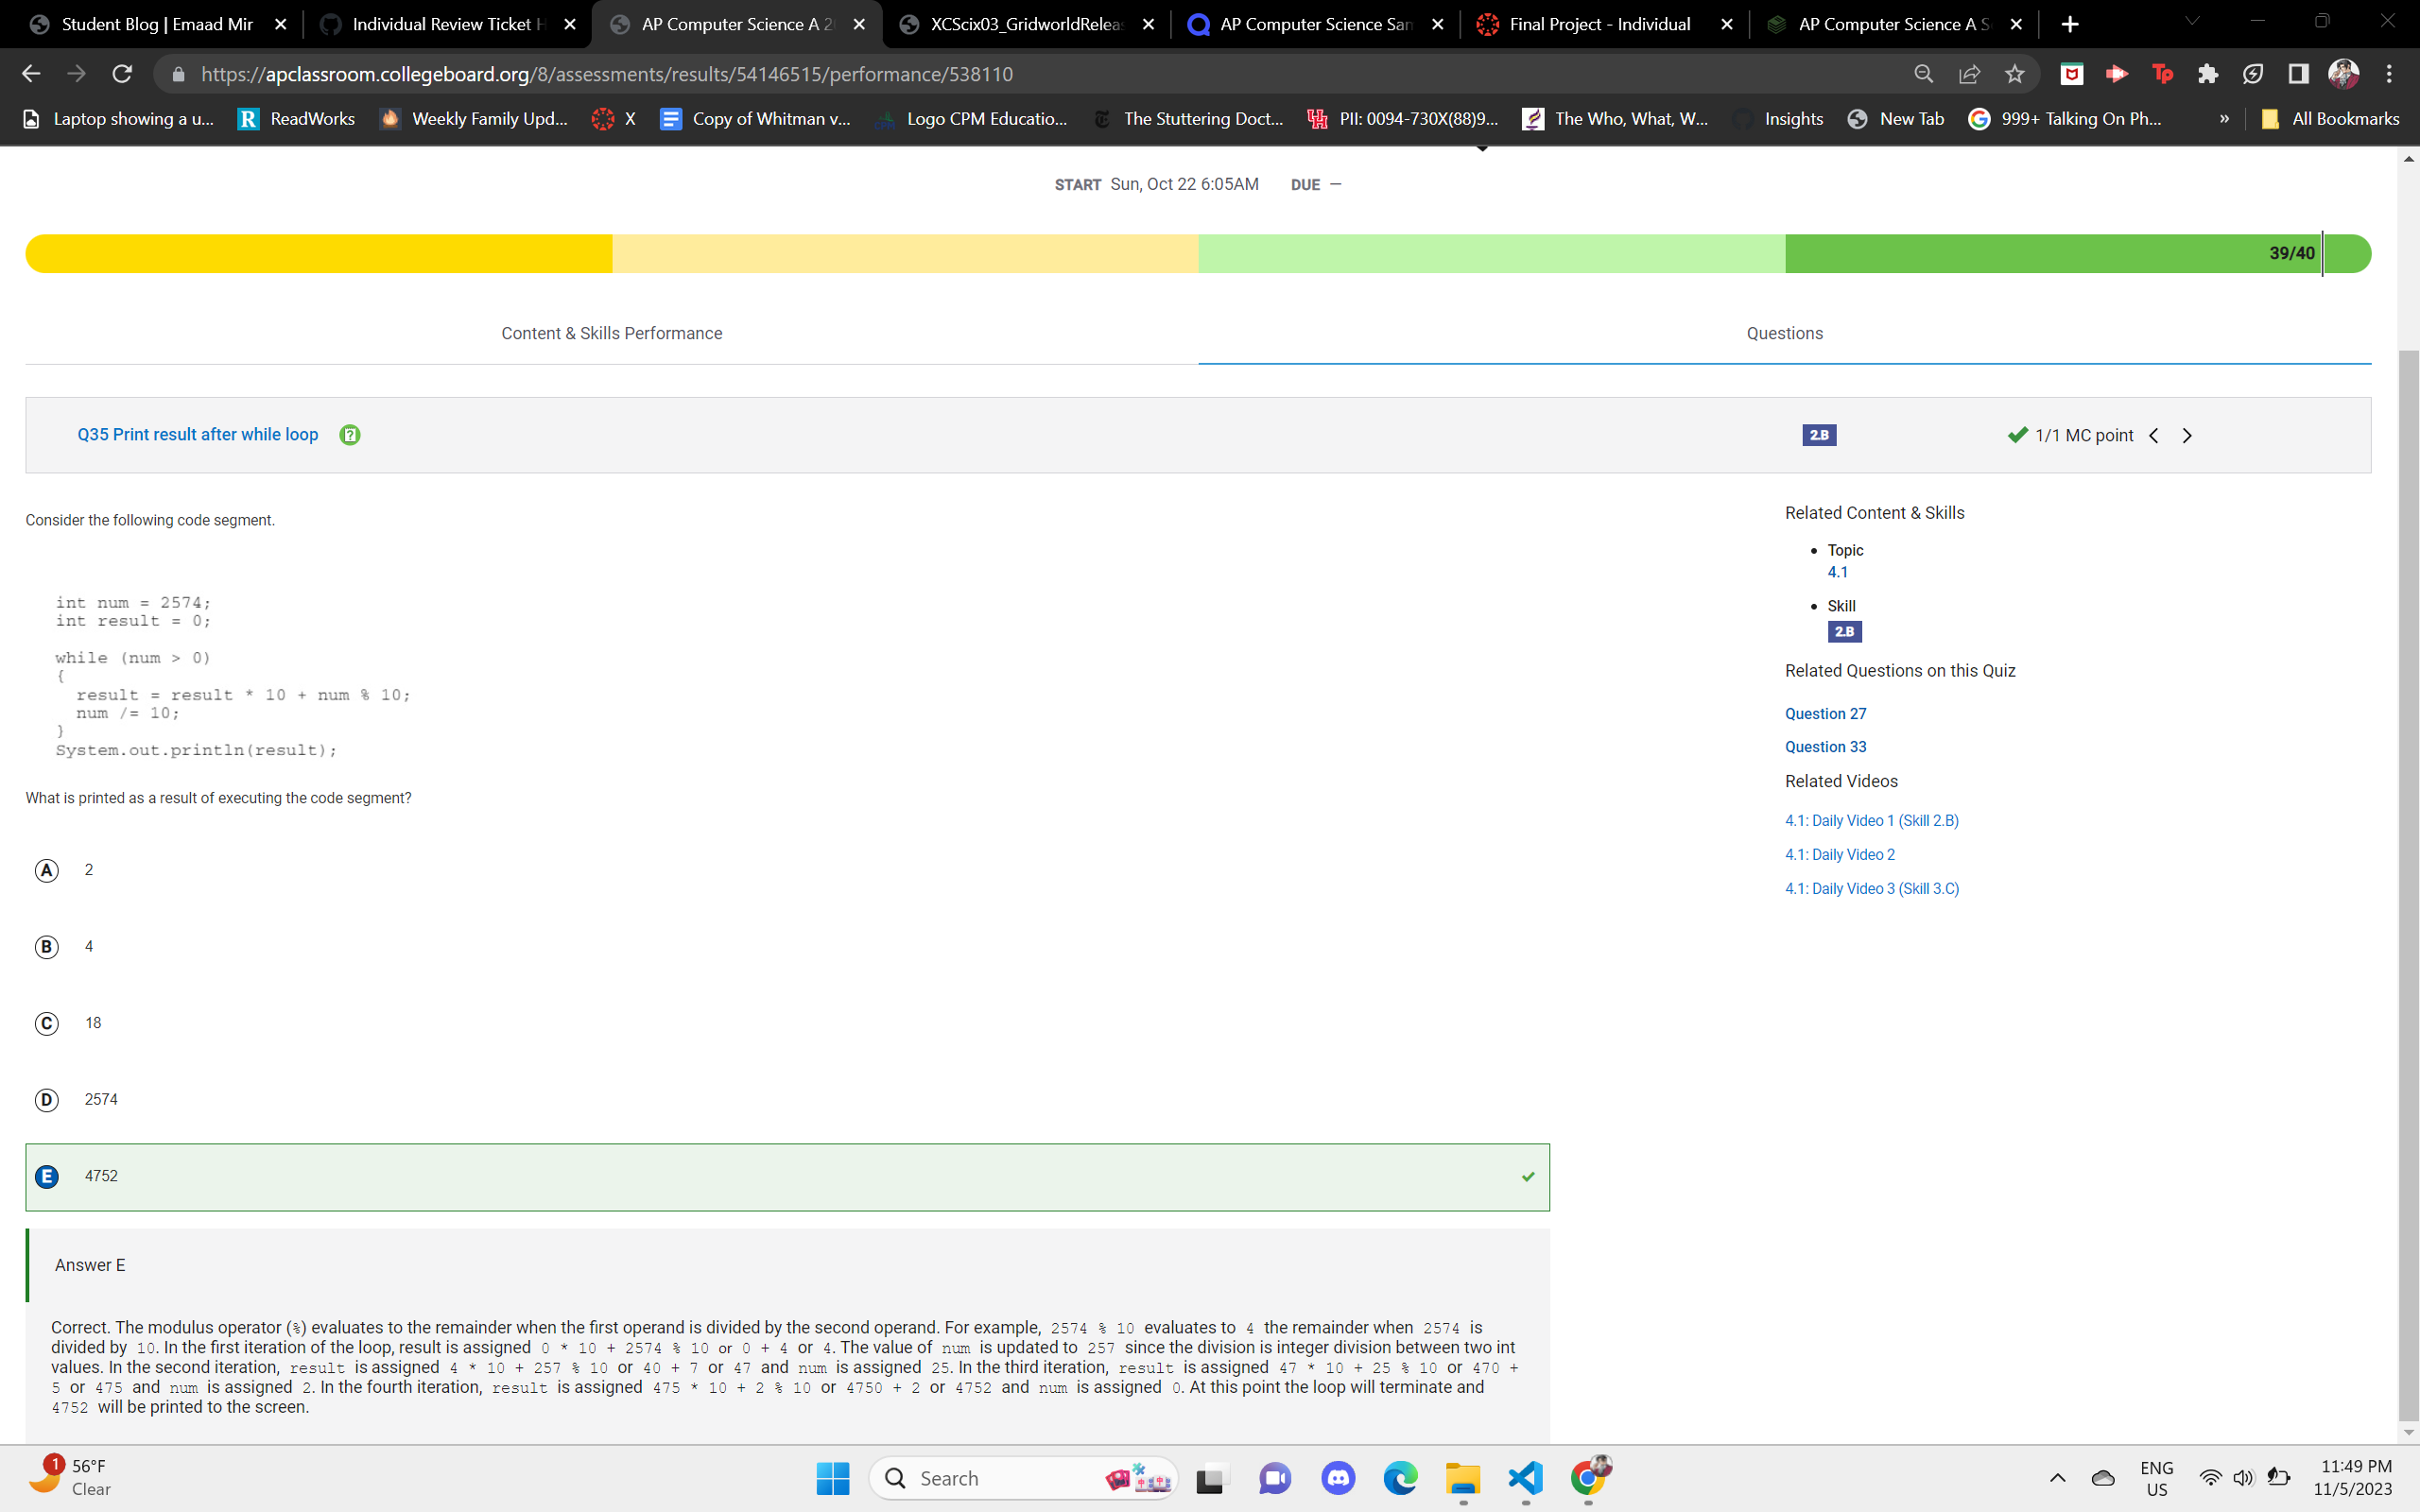 Student Blog | Emaad Mir
Individual Review Ticket H
AP Computer Science A 2
XCScix03_GridworldRelea
AP Computer Science Sam
Final Project - Individual
AP Computer Science A S
https://apclassroom.collegeboard.org/8/assessments/results/54146515/performance/538110
Tp
Laptop showing a u...
R ReadWorks
Weekly Family Upd...
X
Copy of Whitman v...
Logo CPM Educatio...
The Stuttering Doct...
PII: 0094-730X(88)9...
The Who, What, W...
Insights
New Tab
999+ Talking On Ph...
»
All Bookmarks
START Sun, Oct 22 6:05AM DUE —
39/40
Content & Skills Performance
Questions
Q35 Print result after while loop
2.B
1/1 MC point
Consider the following code segment.
int num = 2574;
int result = 0;
while (num > 0)
{
result = result * 10 + num % 10;
num /= 10;
}
System.out.println(result);
What is printed as a result of executing the code segment?
A 2
B 4
C 18
D 2574
E 4752
Answer E
Correct. The modulus operator (%) evaluates to the remainder when the first operand is divided by the second operand. For example, 2574 % 10 evaluates to 4 the remainder when 2574 is
divided by 10. In the first iteration of the loop, result is assigned 0 * 10 + 2574 % 10 or 0 + 4 or 4. The value of num is updated to 257 since the division is integer division between two int
values. In the second iteration, result is assigned 4 * 10 + 257 % 10 or 40 + 7 or 47 and num is assigned 25. In the third iteration, result is assigned 47 * 10 + 25 % 10 or 470 +
5 or 475 and num is assigned 2. In the fourth iteration, result is assigned 475 * 10 + 2 % 10 or 4750 + 2 or 4752 and num is assigned 0. At this point the loop will terminate and
4752 will be printed to the screen.
Related Content & Skills
Topic
4.1
Skill
2.B
Related Questions on this Quiz
Question 27
Question 33
Related Videos
4.1: Daily Video 1 (Skill 2.B)
4.1: Daily Video 2
4.1: Daily Video 3 (Skill 3.C)
1
56°F
Clear
Search
ENG
US
11:49 PM
11/5/2023